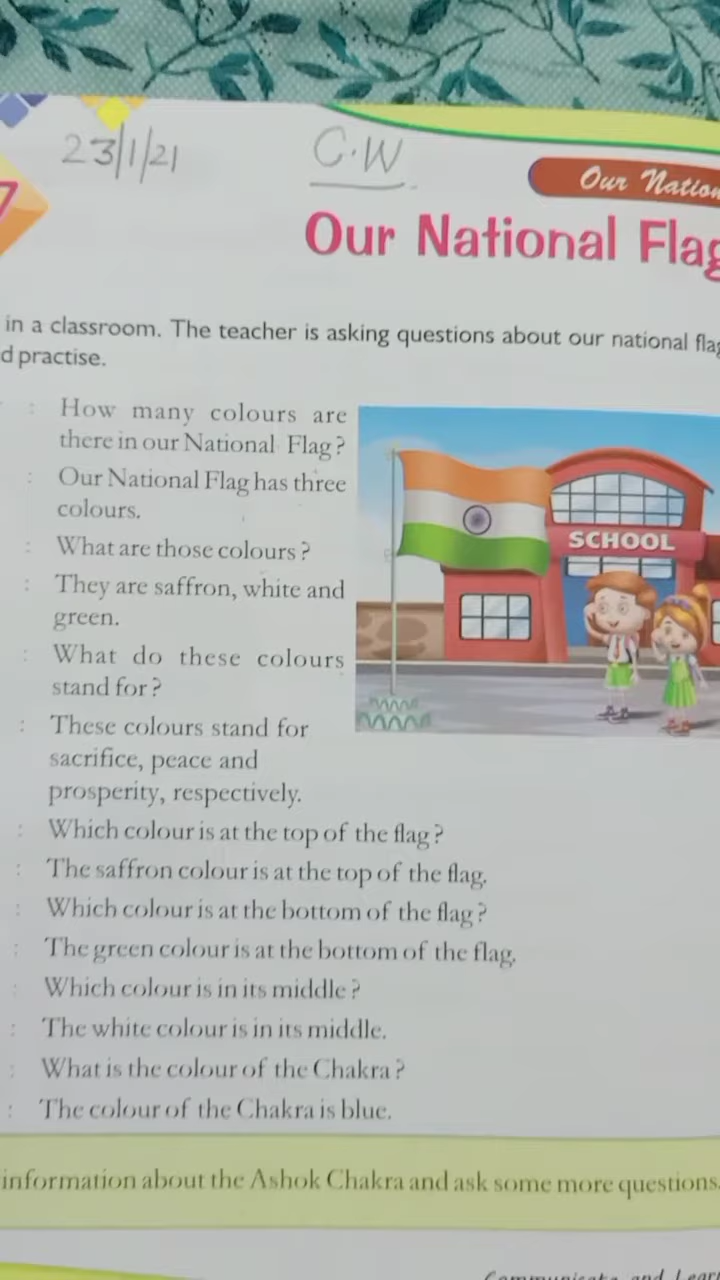 23/1/21
C.W
Our Nation
7
Our National Flag
in a classroom. The teacher is asking questions about our national flag
d practise.
: How many colours are
there in our National Flag?
: Our National Flag has three
colours.
: What are those colours?
: They are saffron, white and
green.
: What do these colours
stand for?
: These colours stand for
sacrifice, peace and
prosperity, respectively.
SCHOOL
: Which colour is at the top of the flag?
: The saffron colour is at the top of the flag.
: Which colour is at the bottom of the flag?
: The green colour is at the bottom of the flag.
: Which colour is in its middle?
: The white colour is in its middle.
: What is the colour of the Chakra?
: The colour of the Chakra is blue.
information about the Ashok Chakra and ask some more questions.
Communicate and Lear